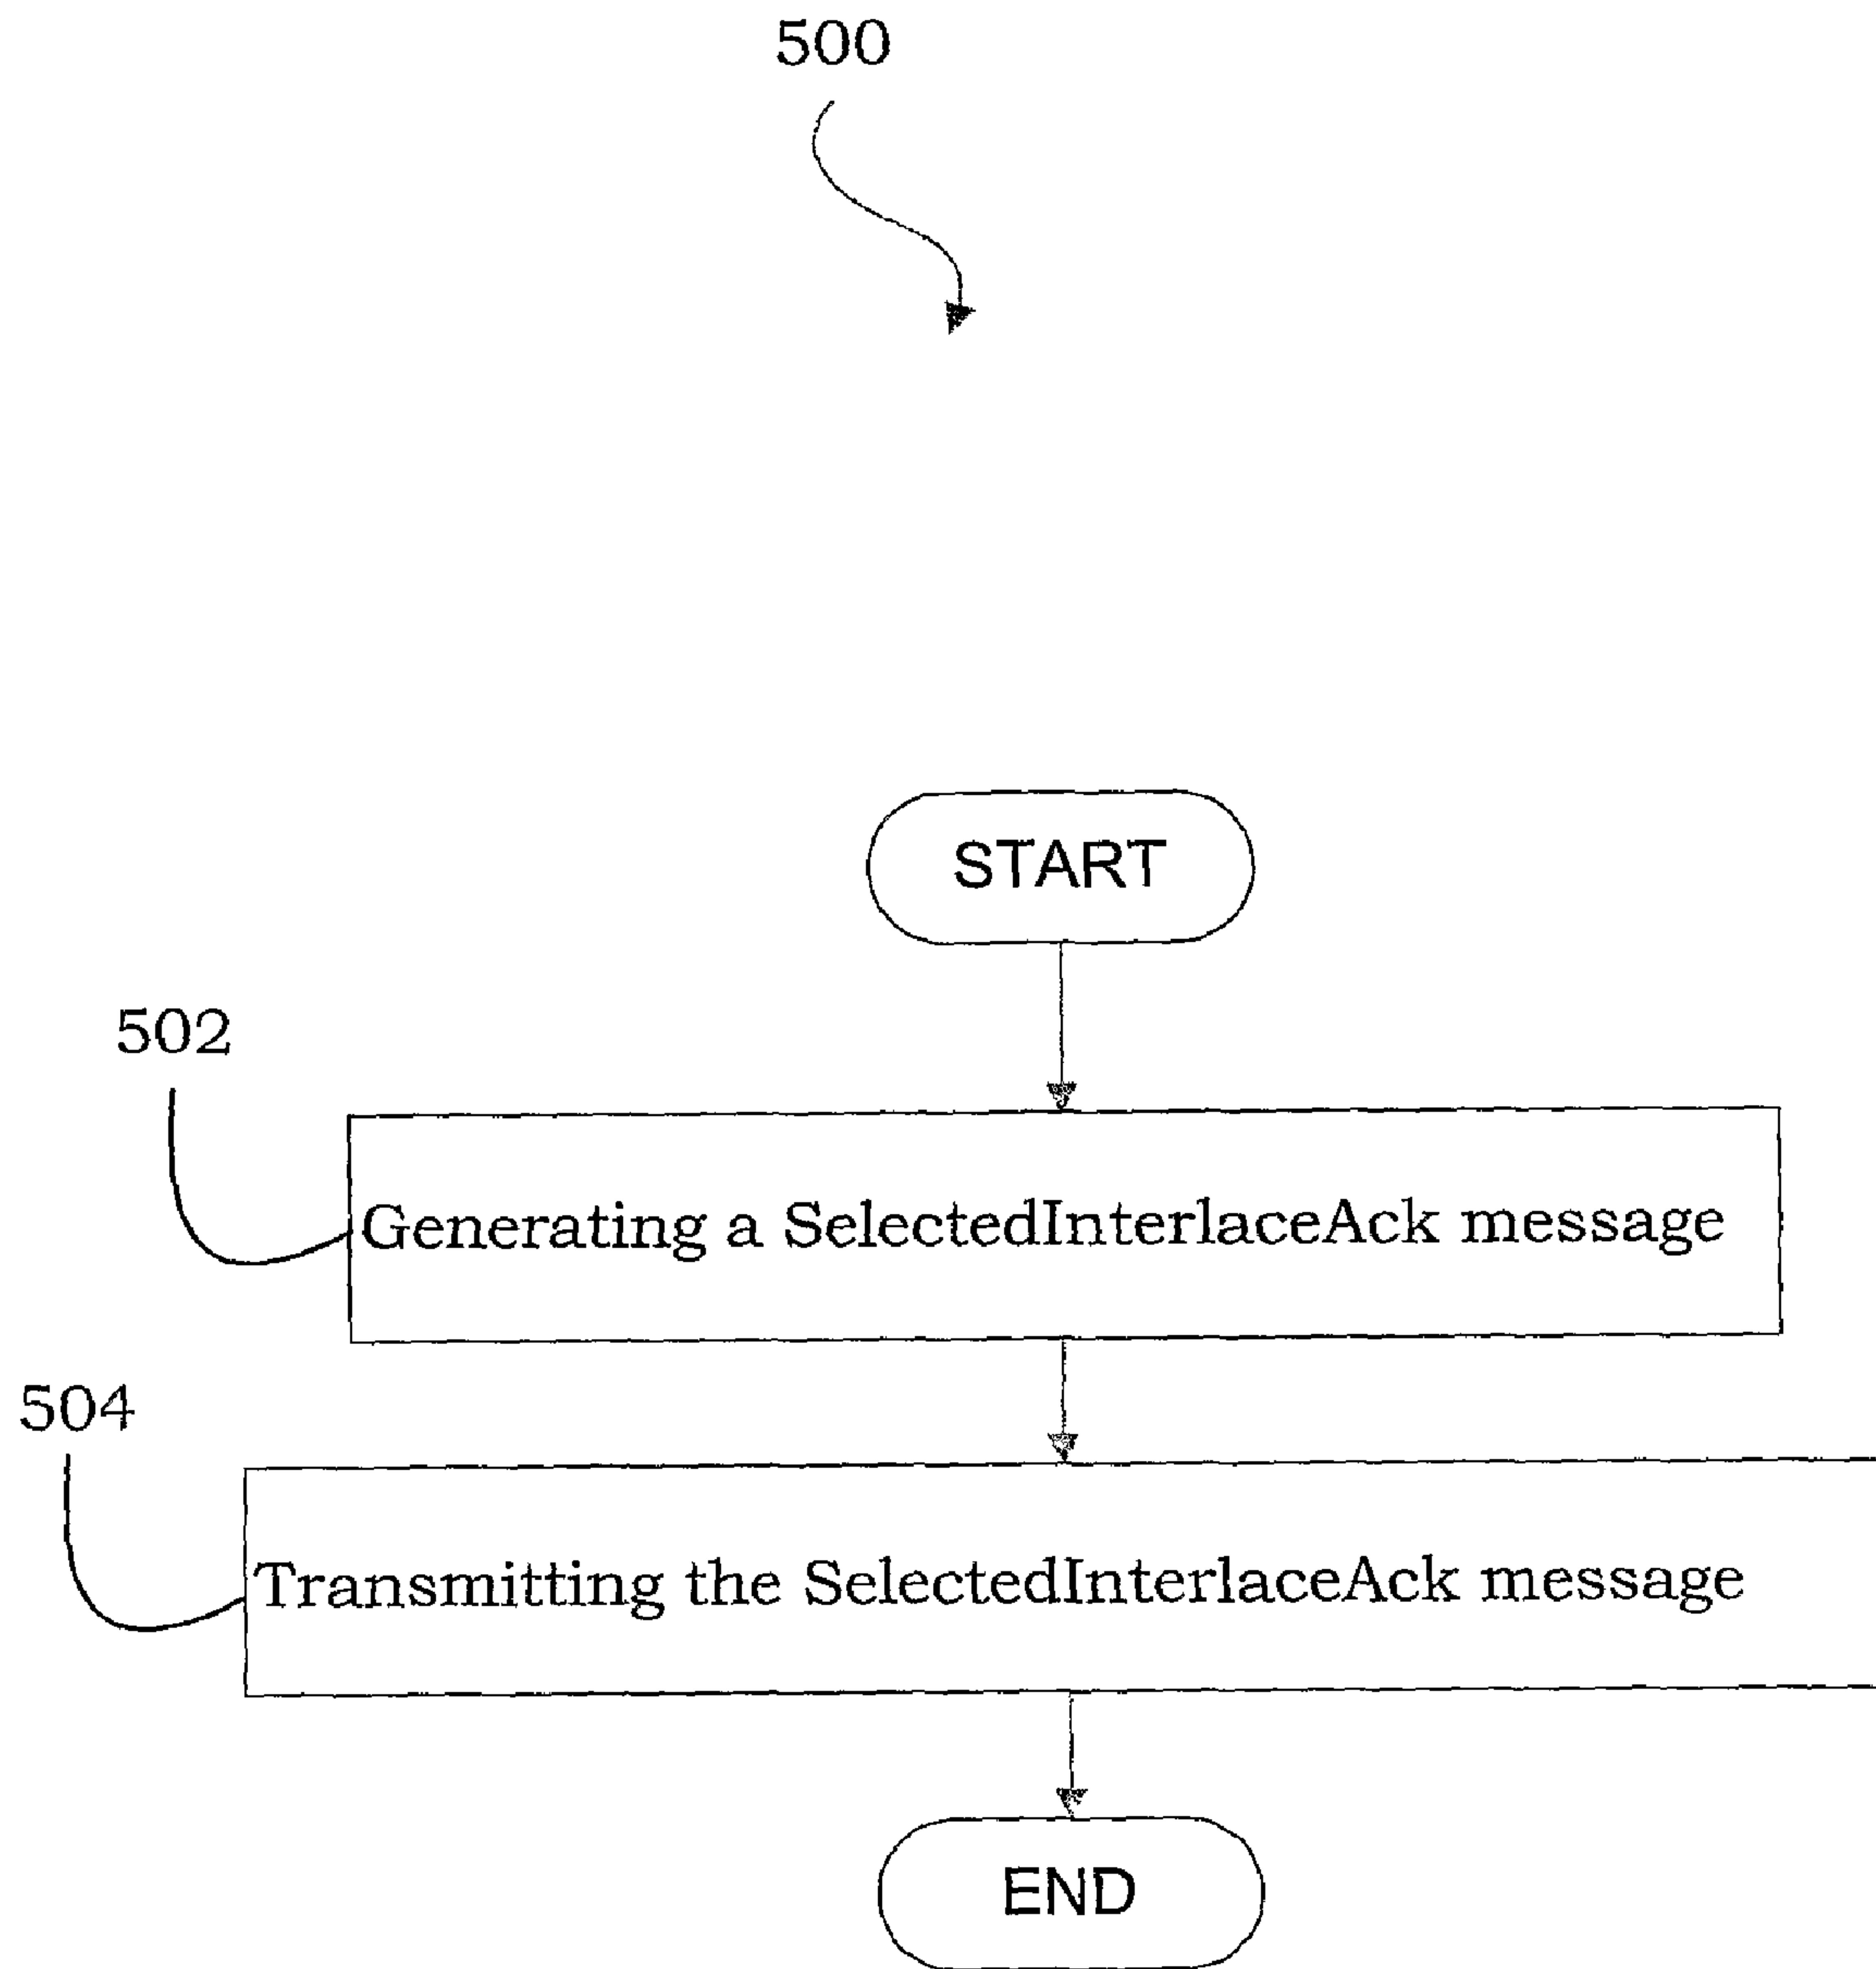 500
START
502
Generating a SelectedInterlaceAck message
504
Transmitting the SelectedInterlaceAck message
END